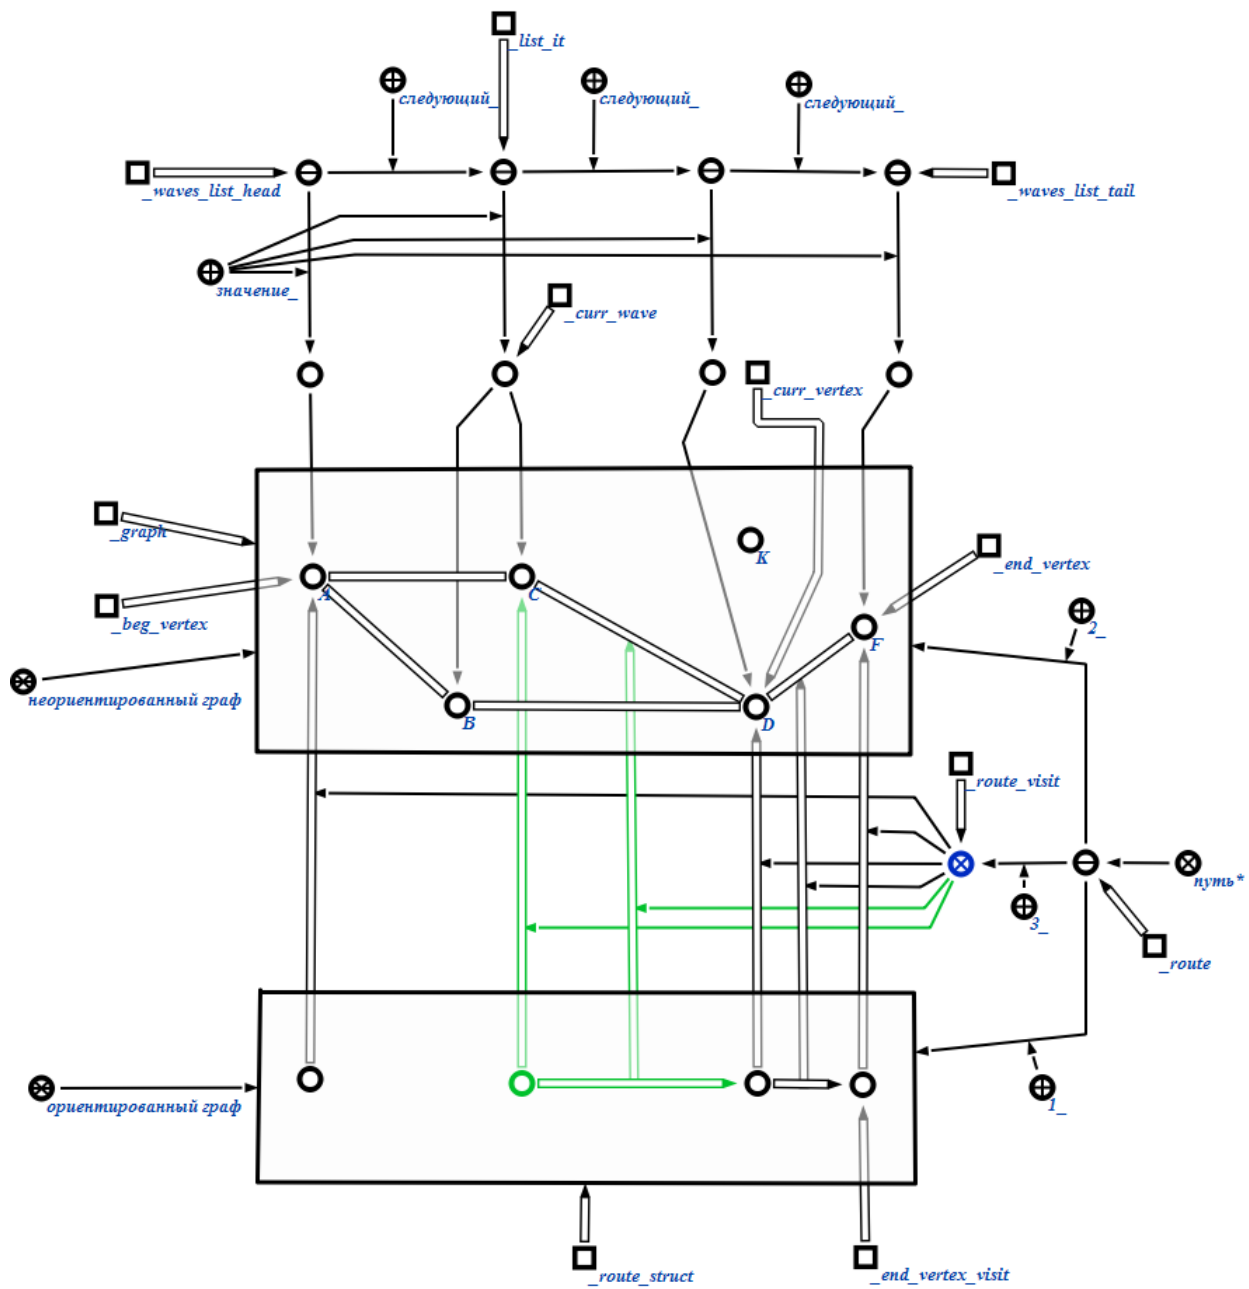 _list_it
следующий_
следующий_
следующий_
_waves_list_head
_waves_list_tail
значение_
_curr_wave
_curr_vertex
_graph
K
_end_vertex
A
C
_beg_vertex
2_
F
неориентированный граф
B
D
_route_visit
путь*
3_
_route
ориентированный граф
1_
_route_struct
_end_vertex_visit